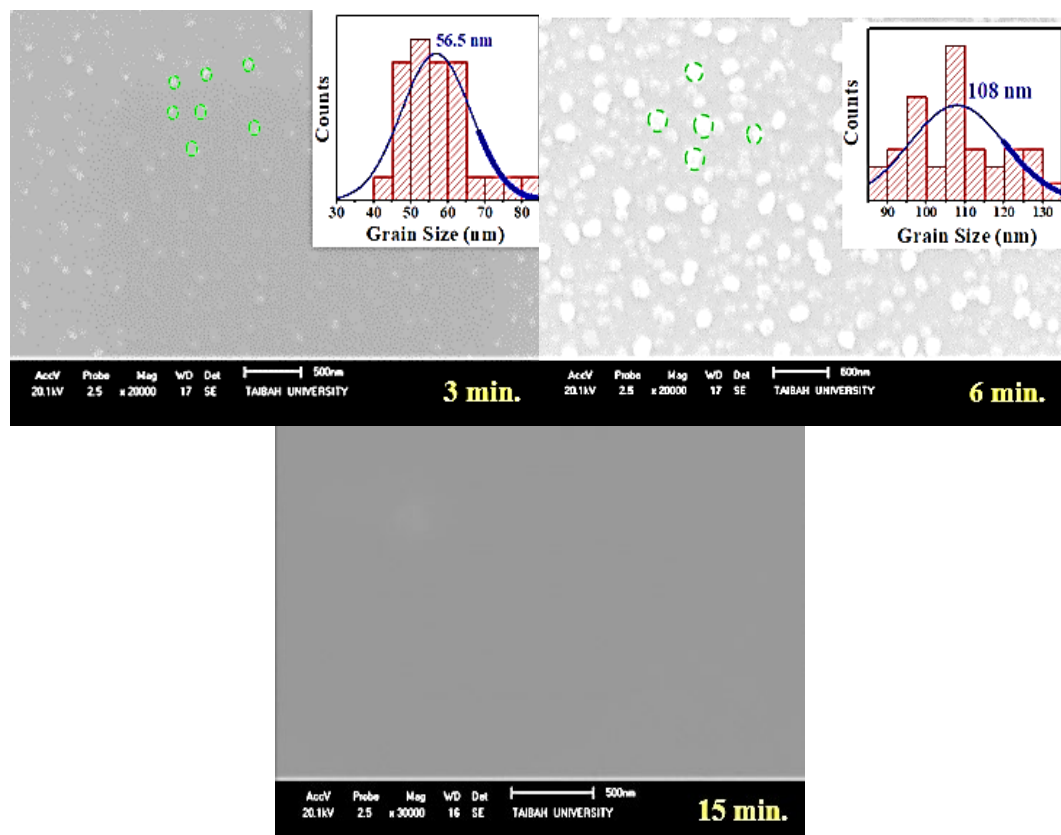 56.5 nm
Counts
30 40 50 60 70 80
Grain Size (nm)
108 nm
Counts
90 100 110 120 130
Grain Size (nm)
AccV Probe Mag WD Det 500nm
20.1kV 2.5 x 20000 17 SE TAIBAH UNIVERSITY
3 min.
AccV Probe Mag WD Det 500nm
20.1kV 2.5 x 20000 17 SE TAIBAH UNIVERSITY
6 min.
AccV Probe Mag WD Det 500nm
20.1kV 2.5 x 30000 16 SE TAIBAH UNIVERSITY
15 min.